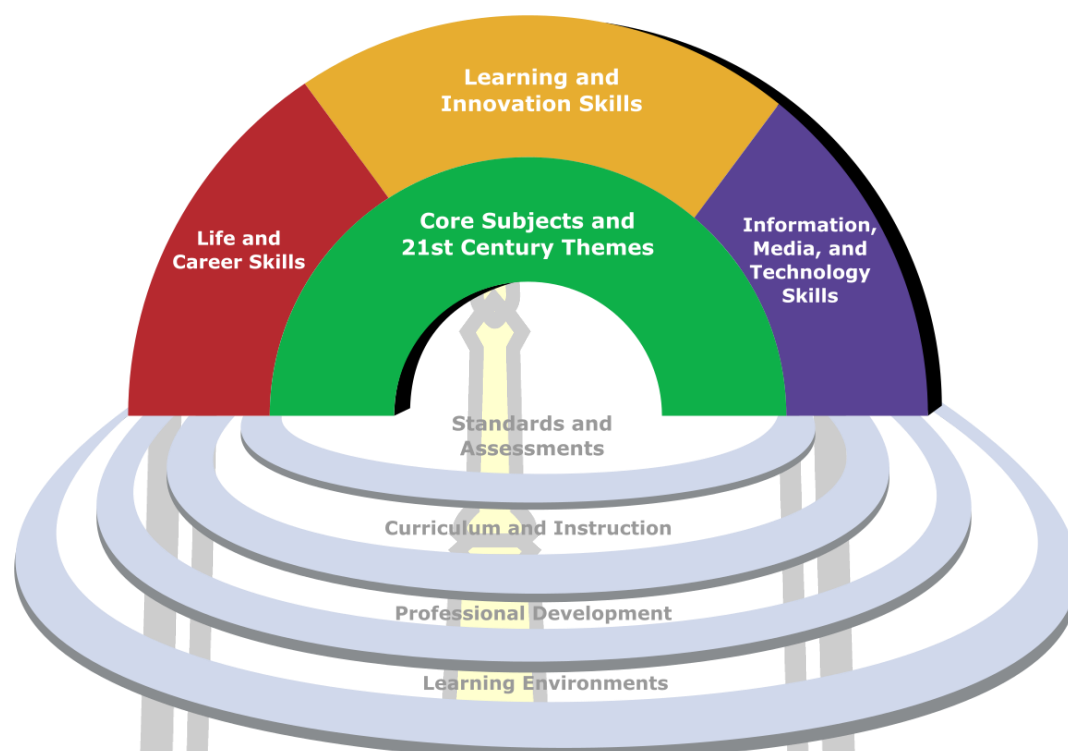 Learning and
Innovation Skills
Core Subjects and
21st Century Themes
Life and
Career Skills
Information,
Media, and
Technology
Skills
Standards and
Assessments
Curriculum and Instruction
Professional Development
Learning Environments